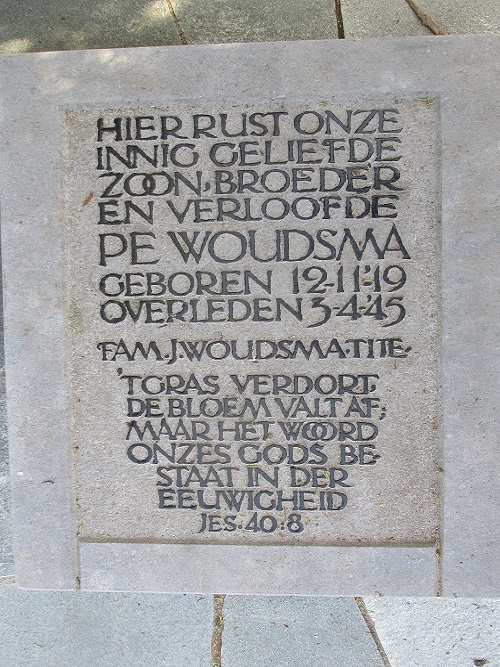 HIER RUST ONZE
INNIG GELIEFDE
ZOON, BROEDER
EN VERLOOFDE
PE WOUDSMA
GEBOREN 12-11-'19
OVERLEDEN 3-4-'45
FAM. J. WOUDSMA-TITE-
'T GRAS VERDORT,
DE BLOEM VALT AF;
MAAR HET WOORD
ONZES GODS BE-
STAAT IN DER
EEUWIGHEID
JES. 40:8